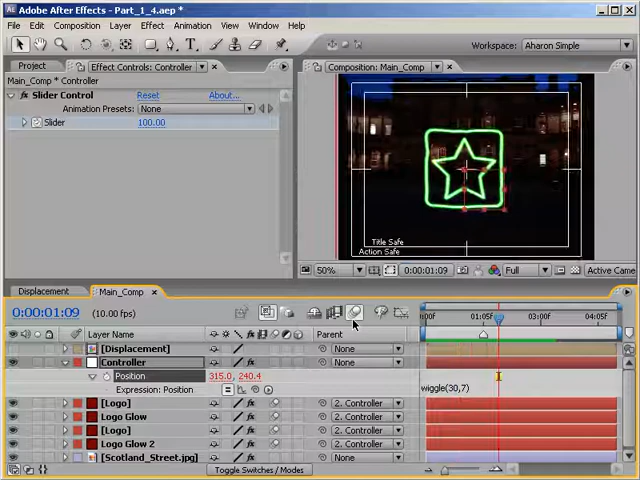 Adobe After Effects - Part_1_4.aep *
File Edit Composition Layer Effect Animation View Window Help
Workspace: Aharon Simple
Project Effect Controls: Controller
Composition: Main_Comp
Main_Comp * Controller
Slider Control Reset About...
Animation Presets: None
Slider 100.00
Title Safe
Action Safe
50% 0:00:01:09 Full Active Came
Displacement Main_Comp
0:00:01:09 (10.00 fps)
:00f 01:05f 04:05f
Layer Name Parent
[Displacement] None
Controller None
Position 315.0, 240.4
Expression: Position wiggle(30,7)
[Logo] 2. Controller
Logo Glow 2. Controller
[Logo] 2. Controller
Logo Glow 2 2. Controller
[Scotland_Street.jpg] None
Toggle Switches / Modes